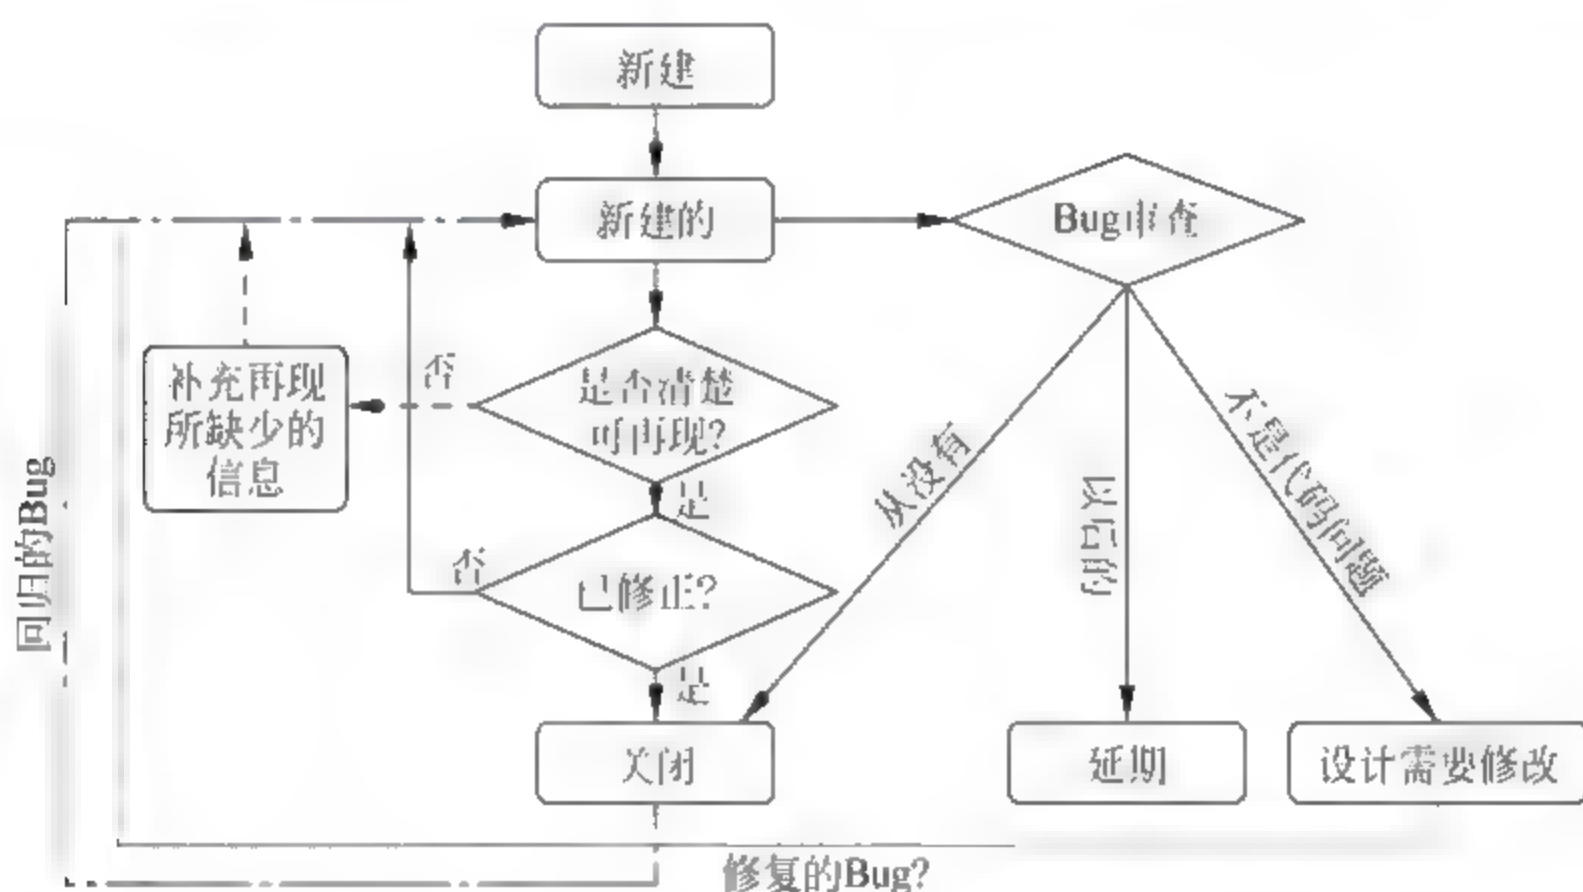 新建
新建的
Bug审查
补充再现
所缺少的
信息
否
是否清楚
可再现?
是
否
已修正?
是
从没有
以后的
不是代码问题
回归的Bug
关闭
延期
设计需要修改
修复的Bug?